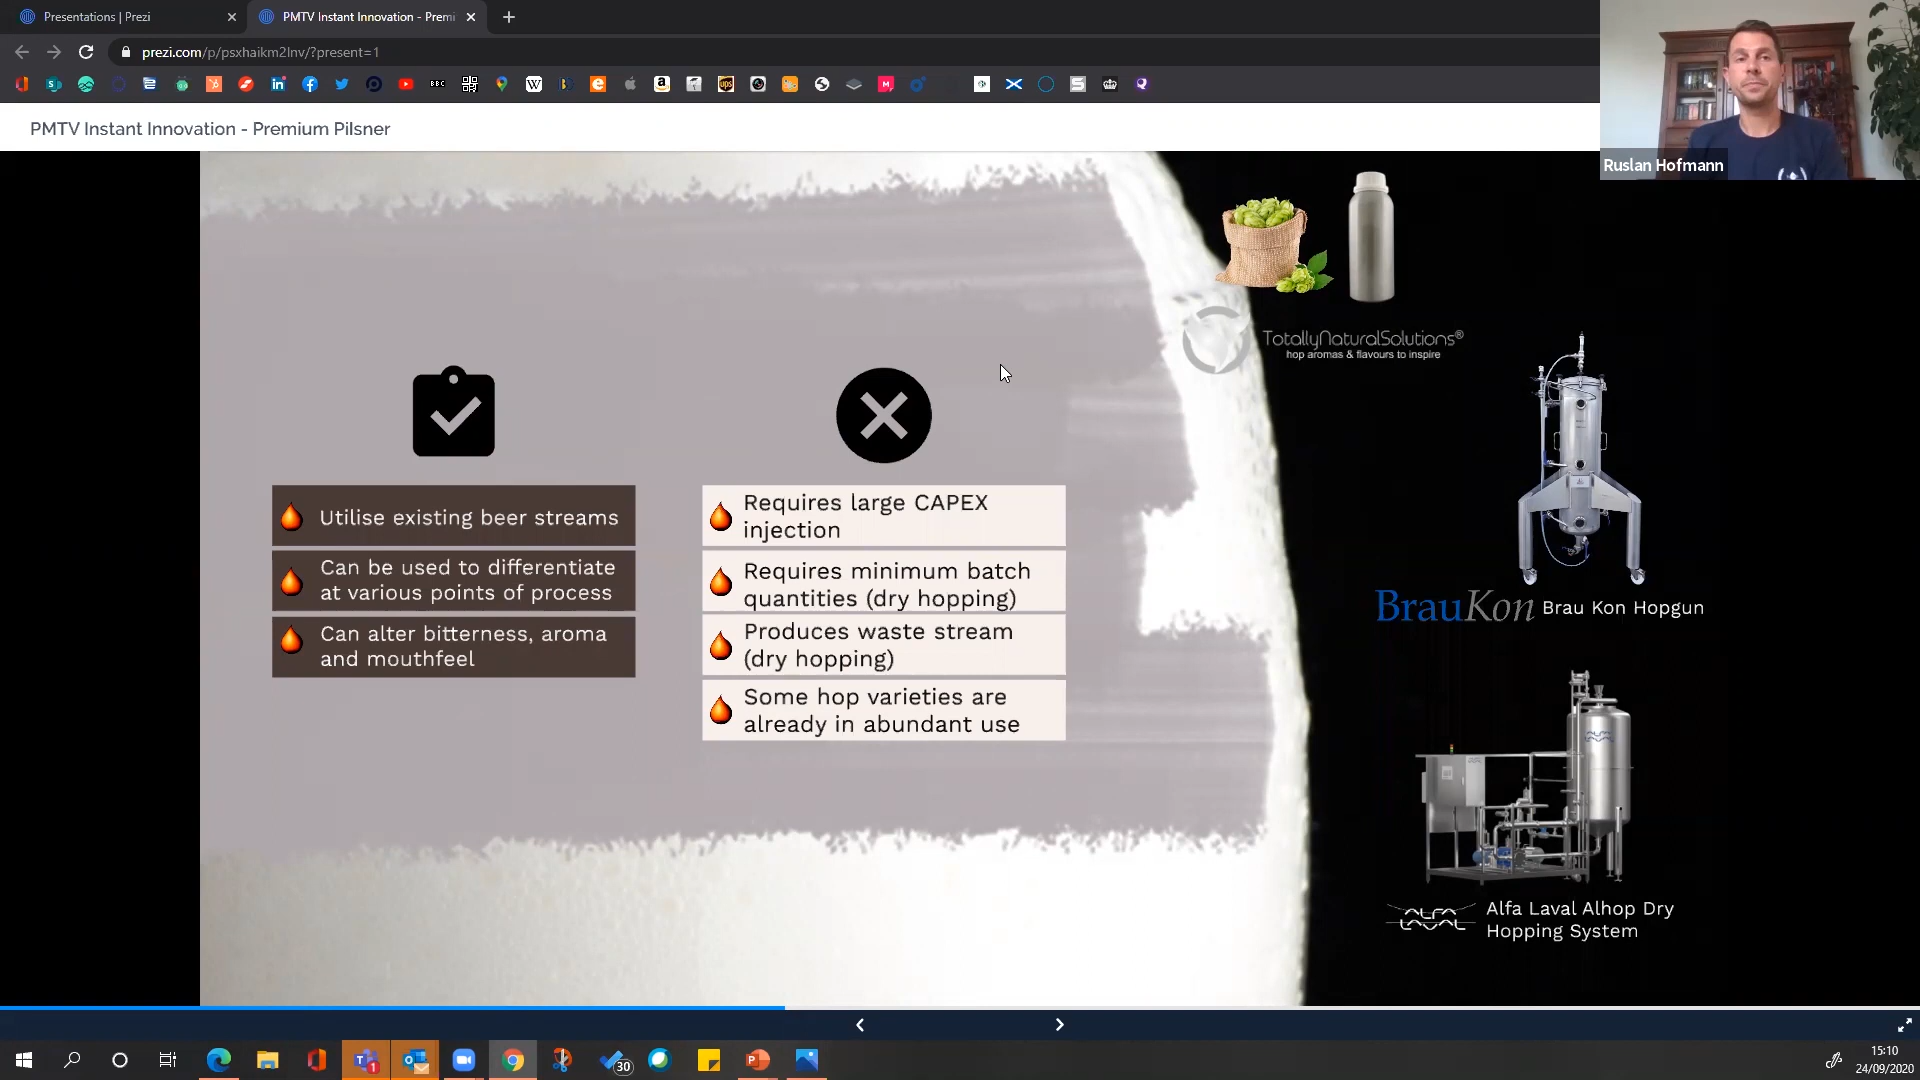 Presentations | Prezi
PMTV Instant Innovation - Premi
prezi.com/p/psxhaikm2lnv/?present=1
PMTV Instant Innovation - Premium Pilsner
Ruslan Hofmann
TotallyNaturalSolutions®
hop aromas & flavours to inspire
Utilise existing beer streams
Can be used to differentiate
at various points of process
Can alter bitterness, aroma
and mouthfeel
Requires large CAPEX
injection
Requires minimum batch
quantities (dry hopping)
Produces waste stream
(dry hopping)
Some hop varieties are
already in abundant use
BrauKon Brau Kon Hopgun
ALFA
LAVAL
Alfa Laval Alhop Dry
Hopping System
30
15:10
24/09/2020